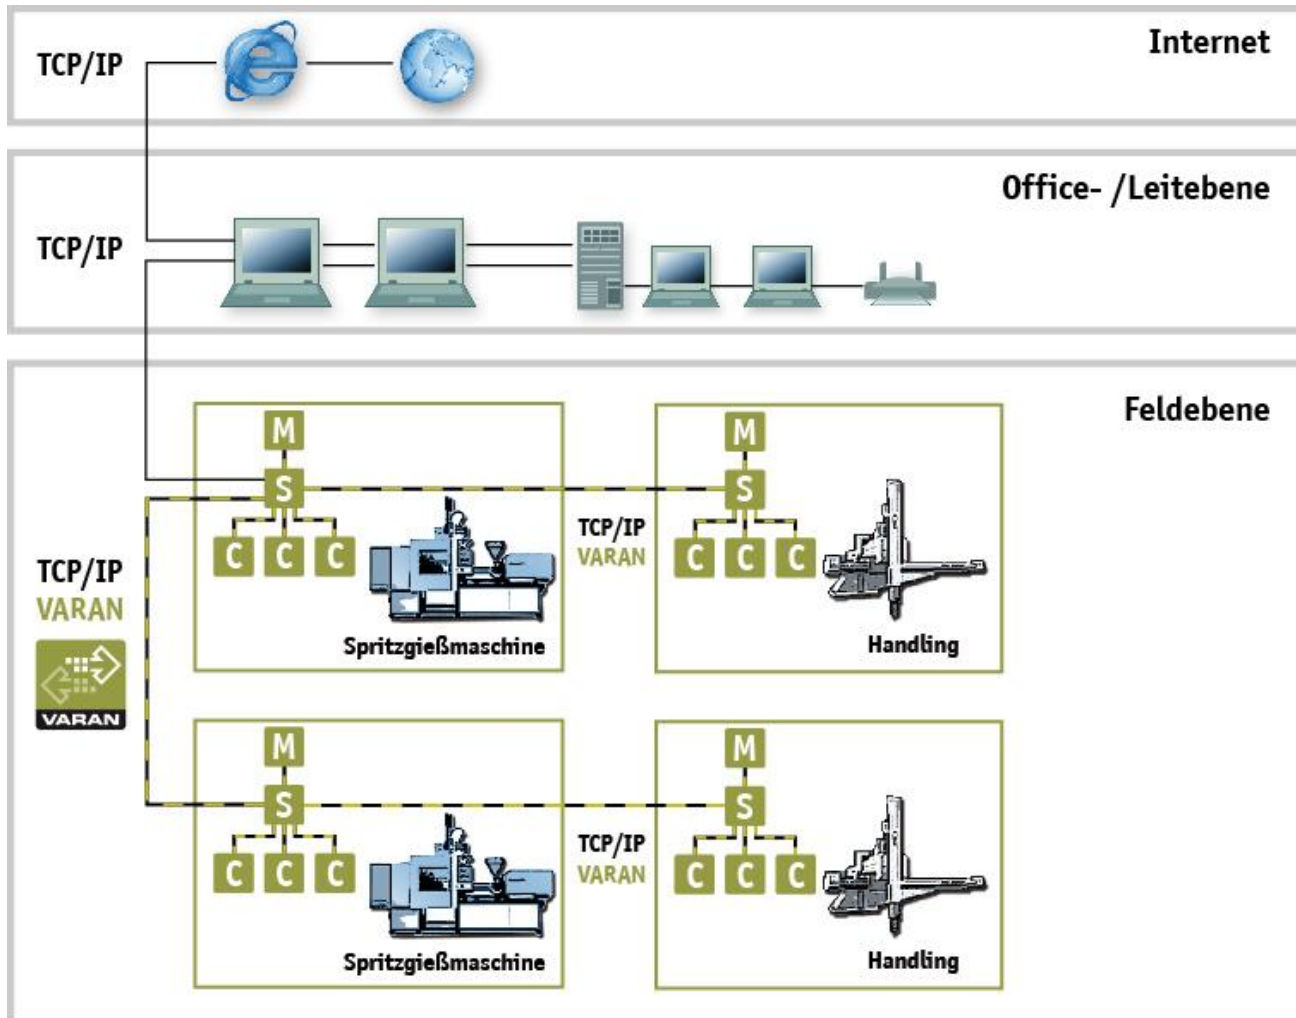 Internet
TCP/IP
Office- /Leitebene
TCP/IP
Feldebene
M
M
S
S
TCP/IP
VARAN
C C C
C C C
TCP/IP
VARAN
VARAN
Spritzgießmaschine
Handling
M
M
S
S
TCP/IP
VARAN
C C C
C C C
Spritzgießmaschine
Handling